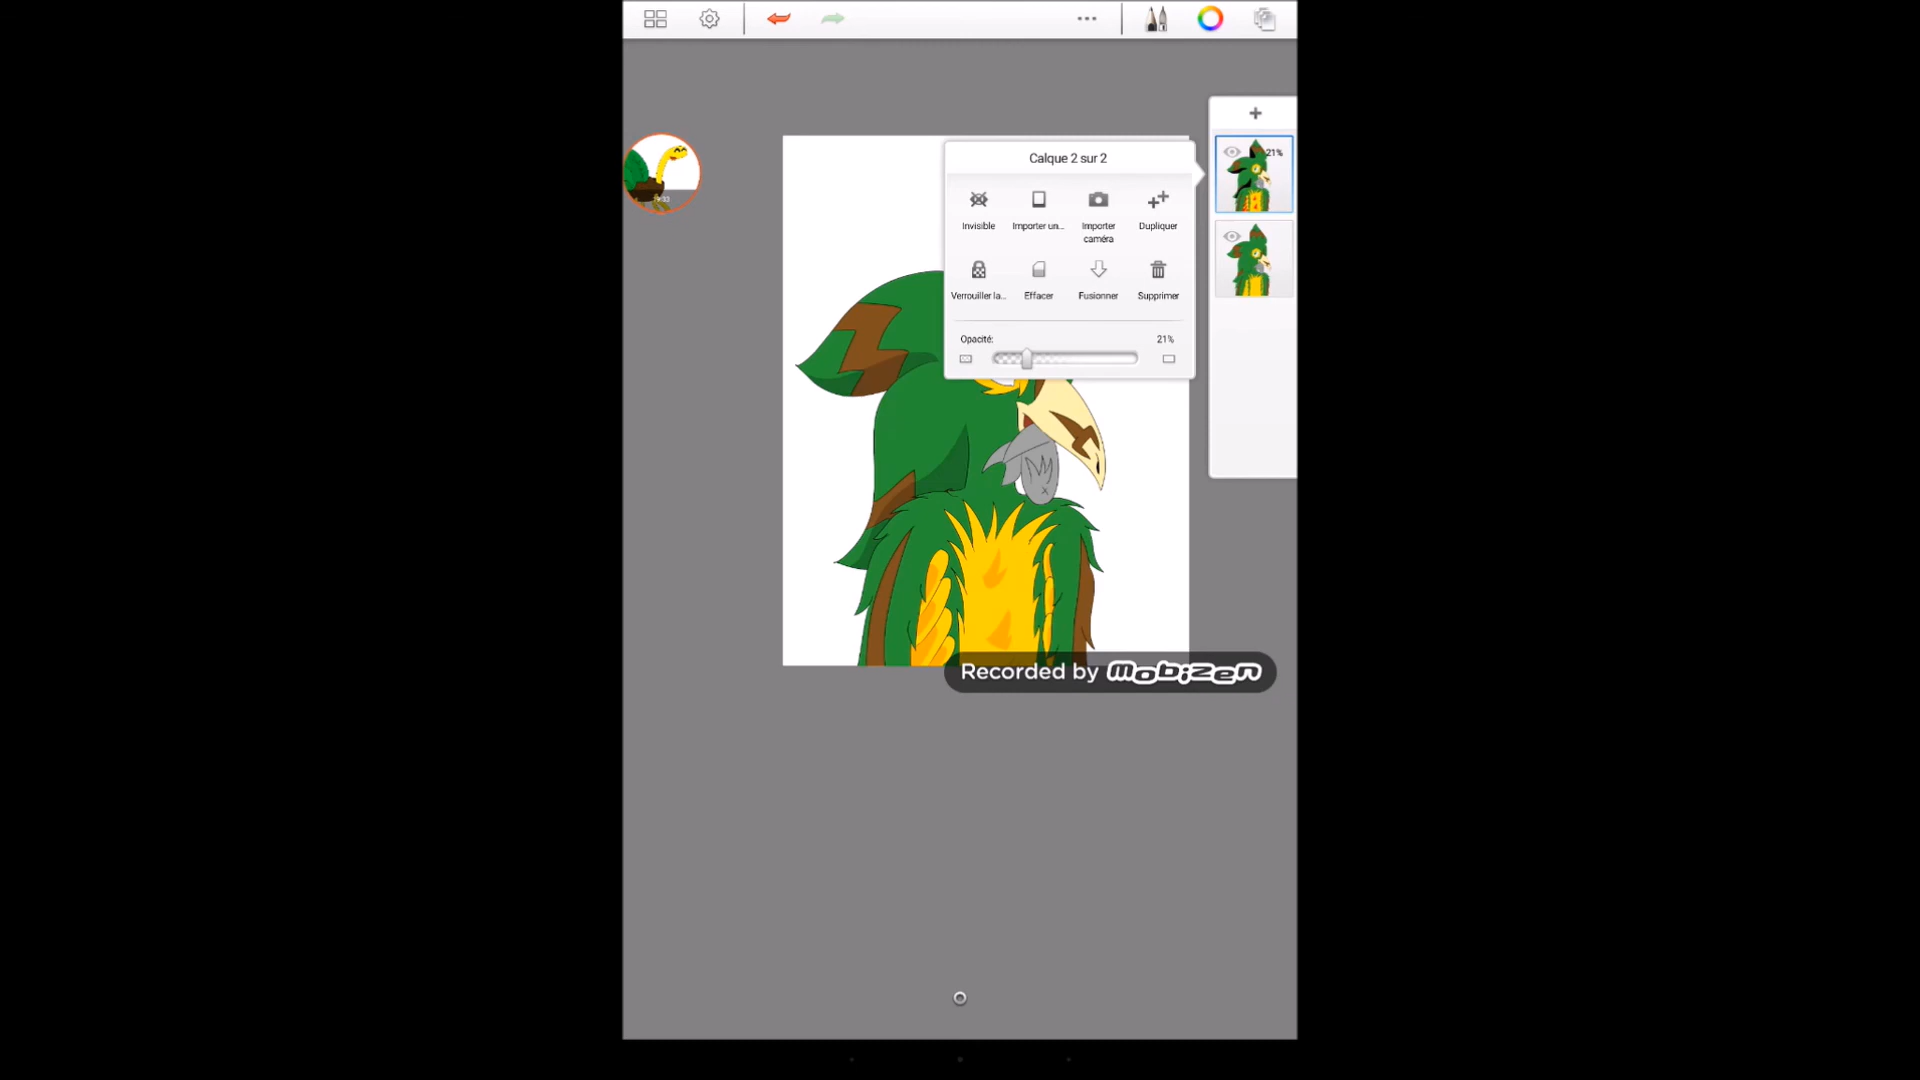 Calque 2 sur 2
21%
Invisible
Importer un...
Importer
caméra
Dupliquer
Verrouiller la...
Effacer
Fusionner
Supprimer
Opacité:
21%
Recorded by mobizen